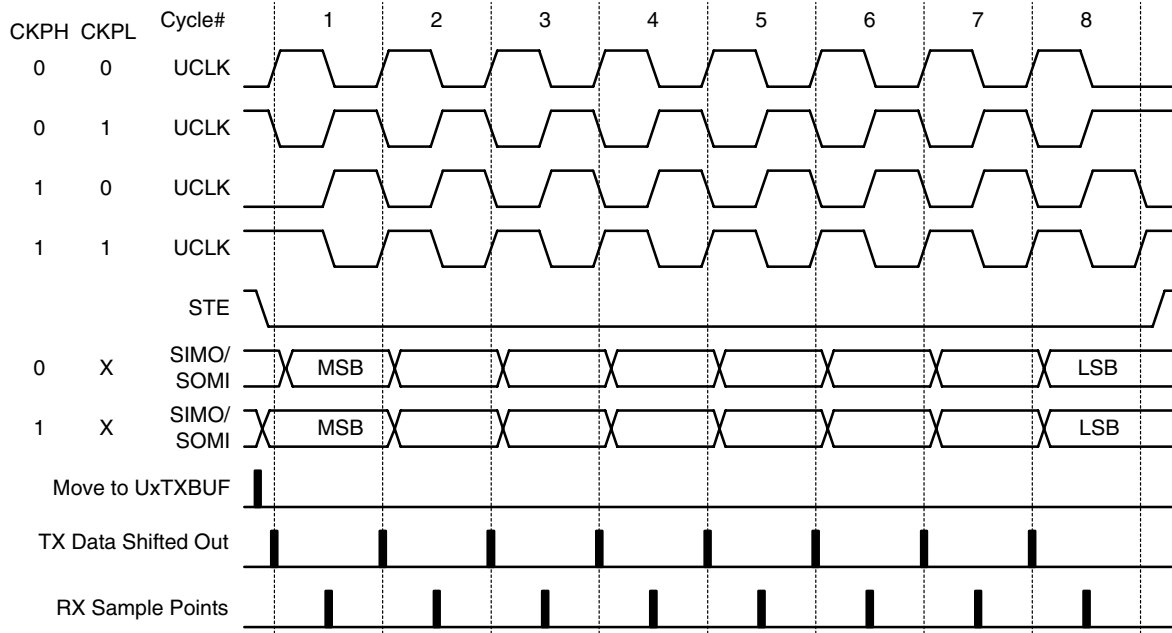 CKPH CKPL Cycle# 1 2 3 4 5 6 7 8
0 0 UCLK
0 1 UCLK
1 0 UCLK
1 1 UCLK
STE
0 X SIMO/
SOMI MSB LSB
1 X SIMO/
SOMI MSB LSB
Move to UxTXBUF
TX Data Shifted Out
RX Sample Points